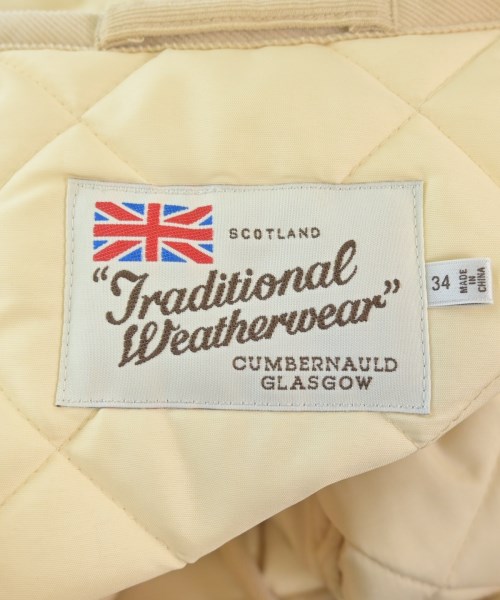 SCOTLAND
“Traditional
Weatherwear”
CUMBERNAULD
GLASGOW
34
MADE
IN
CHINA